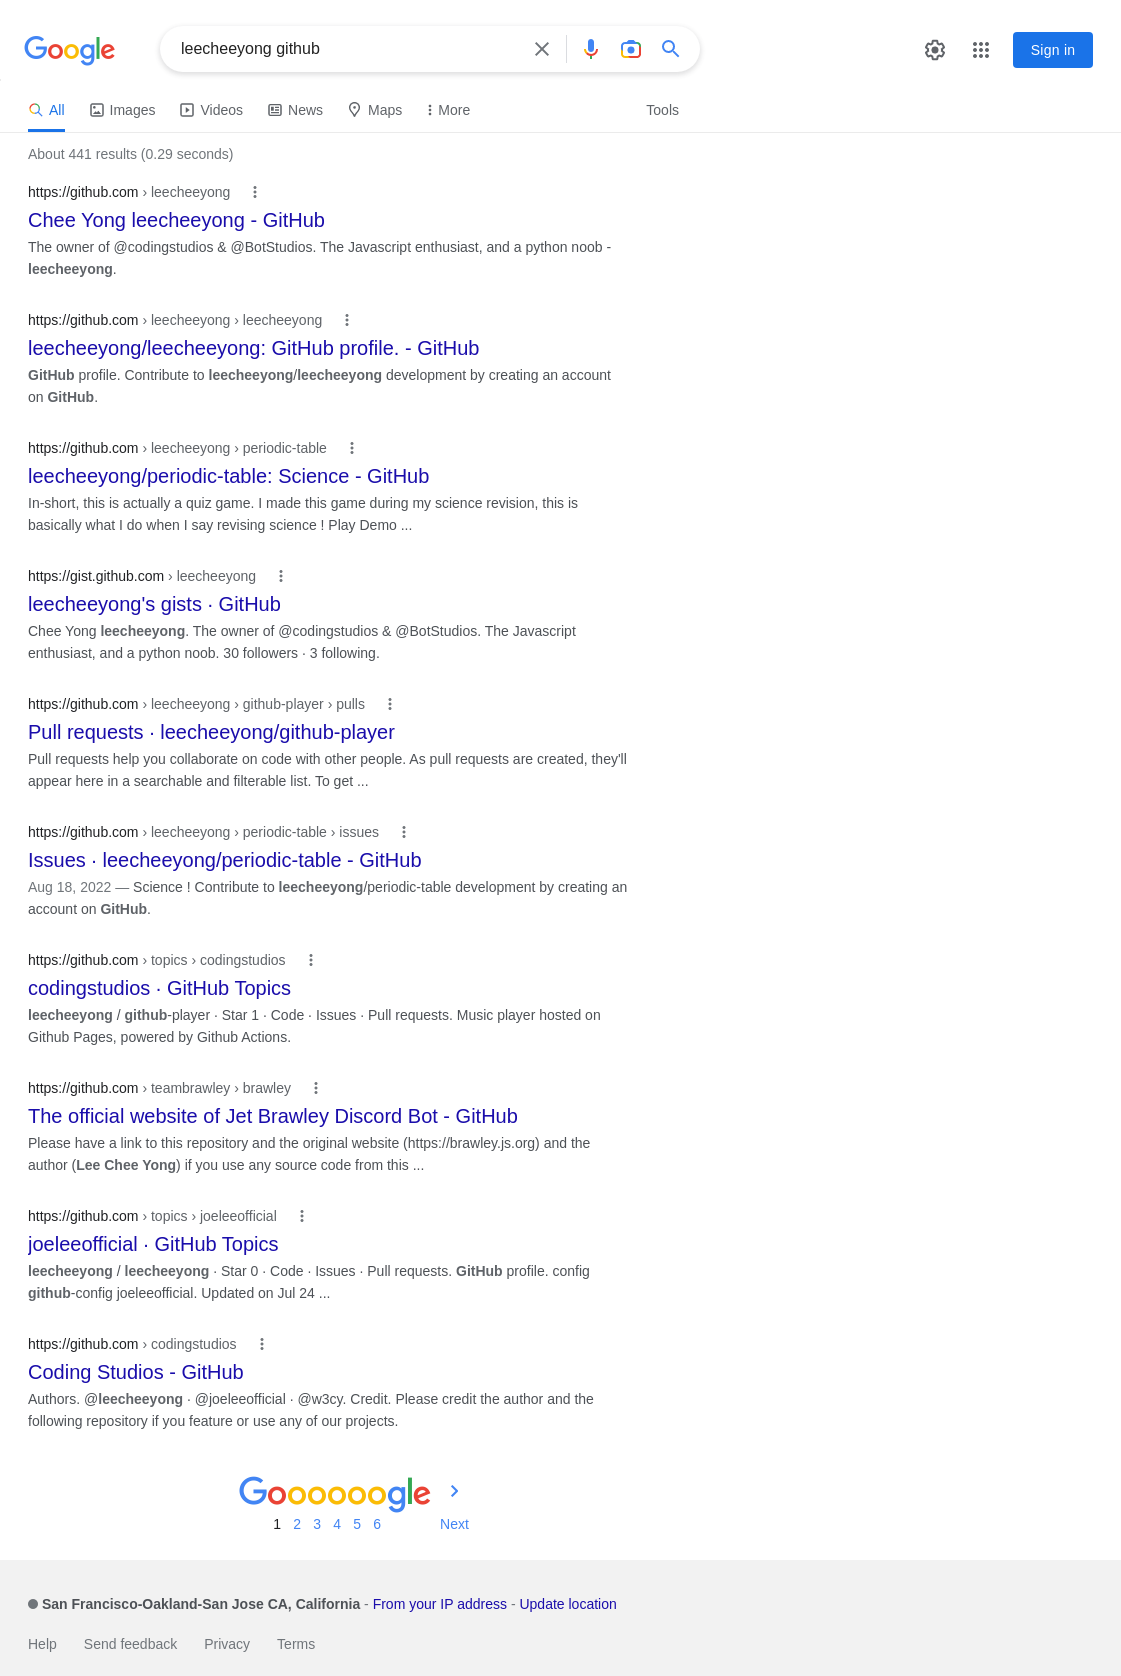 Google
leecheeyong github
Sign in
All Images Videos News Maps More Tools
About 441 results (0.29 seconds)
https://github.com › leecheeyong
Chee Yong leecheeyong - GitHub
The owner of @codingstudios & @BotStudios. The Javascript enthusiast, and a python noob -
leecheeyong.
https://github.com › leecheeyong › leecheeyong
leecheeyong/leecheeyong: GitHub profile. - GitHub
GitHub profile. Contribute to leecheeyong/leecheeyong development by creating an account
on GitHub.
https://github.com › leecheeyong › periodic-table
leecheeyong/periodic-table: Science - GitHub
In-short, this is actually a quiz game. I made this game during my science revision, this is
basically what I do when I say revising science ! Play Demo ...
https://gist.github.com › leecheeyong
leecheeyong's gists · GitHub
Chee Yong leecheeyong. The owner of @codingstudios & @BotStudios. The Javascript
enthusiast, and a python noob. 30 followers · 3 following.
https://github.com › leecheeyong › github-player › pulls
Pull requests · leecheeyong/github-player
Pull requests help you collaborate on code with other people. As pull requests are created, they'll
appear here in a searchable and filterable list. To get ...
https://github.com › leecheeyong › periodic-table › issues
Issues · leecheeyong/periodic-table - GitHub
Aug 18, 2022 — Science ! Contribute to leecheeyong/periodic-table development by creating an
account on GitHub.
https://github.com › topics › codingstudios
codingstudios · GitHub Topics
leecheeyong / github-player · Star 1 · Code · Issues · Pull requests. Music player hosted on
Github Pages, powered by Github Actions.
https://github.com › teambrawley › brawley
The official website of Jet Brawley Discord Bot - GitHub
Please have a link to this repository and the original website (https://brawley.js.org) and the
author (Lee Chee Yong) if you use any source code from this ...
https://github.com › topics › joeleeofficial
joeleeofficial · GitHub Topics
leecheeyong / leecheeyong · Star 0 · Code · Issues · Pull requests. GitHub profile. config
github-config joeleeofficial. Updated on Jul 24 ...
https://github.com › codingstudios
Coding Studios - GitHub
Authors. @leecheeyong · @joeleeofficial · @w3cy. Credit. Please credit the author and the
following repository if you feature or use any of our projects.
Goooooogle
1 2 3 4 5 6 Next
San Francisco-Oakland-San Jose CA, California - From your IP address - Update location
Help Send feedback Privacy Terms